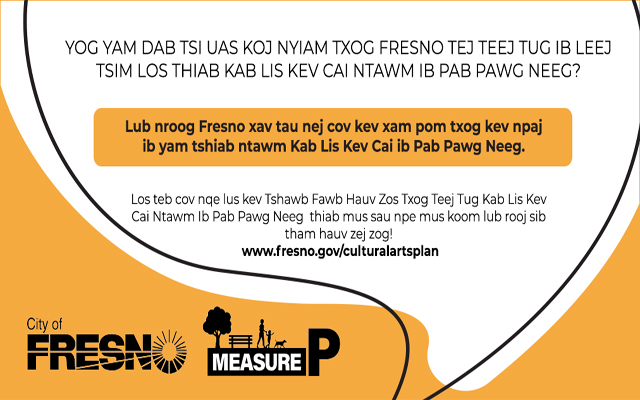 YOG YAM DAB TSI UAS KOJ NYIAM TXOG FRESNO TEJ TEEJ TUG IB LEEJ
TSIM LOS THIAB KAB LIS KEV CAI NTAWM IB PAB PAWG NEEG?
Lub nroog Fresno xav tau nej cov kev xam pom txog kev npaj
ib yam tshiab ntawm Kab Lis Kev Cai ib Pab Pawg Neeg.
Los teb cov nqe lus kev Tshawb Fawb Hauv Zos Txog Teej Tug Kab Lis Kev
Cai Ntawm Ib Pab Pawg Neeg thiab mus sau npe mus koom lub rooj sib
tham hauv zej zog!
www.fresno.gov/culturalartsplan
City of
FRESNO
MEASURE P